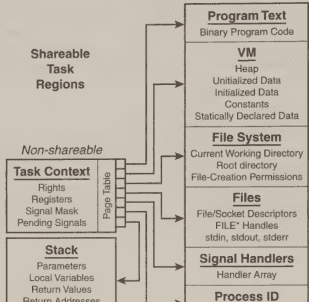 Program Text
Binary Program Code
Shareable
Task
Regions
VM
Heap
Unitialized Data
Initialized Data
Constants
Statically Declared Data
File System
Current Working Directory
Root directory
File-Creation Permissions
Non-shareable
Task Context
Rights
Registers
Signal Mask
Pending Signals
Page Table
Files
File/Socket Descriptors
FILE* Handles
stdin, stdout, stderr
Signal Handlers
Handler Array
Stack
Parameters
Local Variables
Return Values
Return Addresses
Process ID